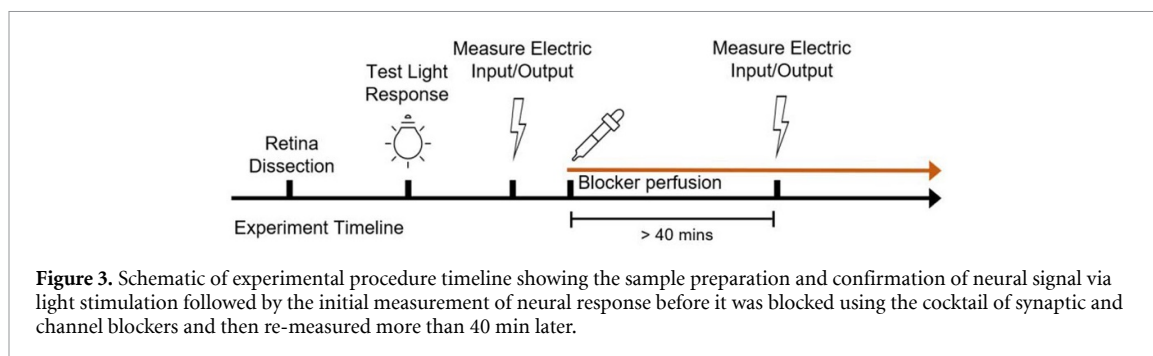 Measure Electric
Input/Output
Measure Electric
Input/Output
Test Light
Response
Retina
Dissection
Blocker perfusion
Experiment Timeline
> 40 mins
Figure 3. Schematic of experimental procedure timeline showing the sample preparation and confirmation of neural signal via
light stimulation followed by the initial measurement of neural response before it was blocked using the cocktail of synaptic and
channel blockers and then re-measured more than 40 min later.